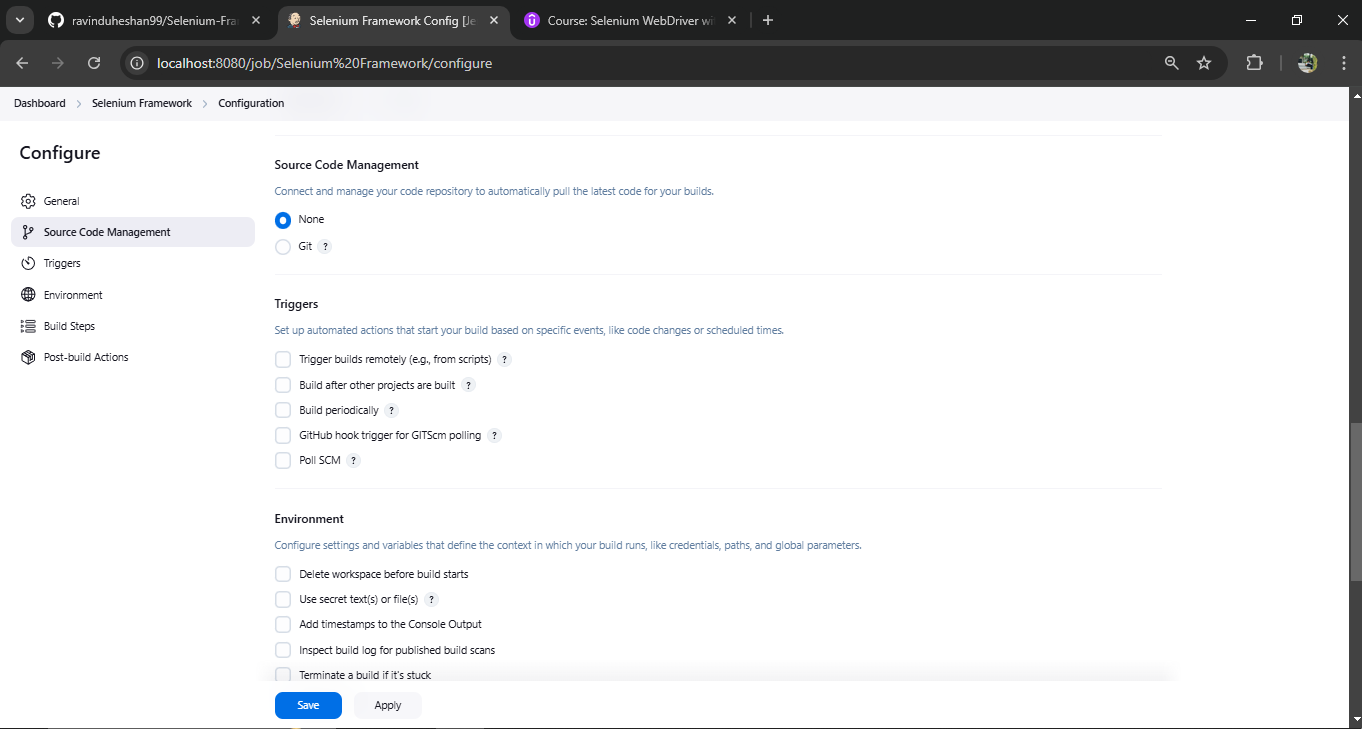 ravinduheshan99/Selenium-Fra
Selenium Framework Config [Je
Course: Selenium WebDriver wi
localhost:8080/job/Selenium%20Framework/configure
Dashboard > Selenium Framework > Configuration
Configure
General
Source Code Management
Triggers
Environment
Build Steps
Post-build Actions
Source Code Management
Connect and manage your code repository to automatically pull the latest code for your builds.
None
Git ?
Triggers
Set up automated actions that start your build based on specific events, like code changes or scheduled times.
Trigger builds remotely (e.g., from scripts) ?
Build after other projects are built ?
Build periodically ?
GitHub hook trigger for GITScm polling ?
Poll SCM ?
Environment
Configure settings and variables that define the context in which your build runs, like credentials, paths, and global parameters.
Delete workspace before build starts
Use secret text(s) or file(s) ?
Add timestamps to the Console Output
Inspect build log for published build scans
Terminate a build if it's stuck
Save
Apply